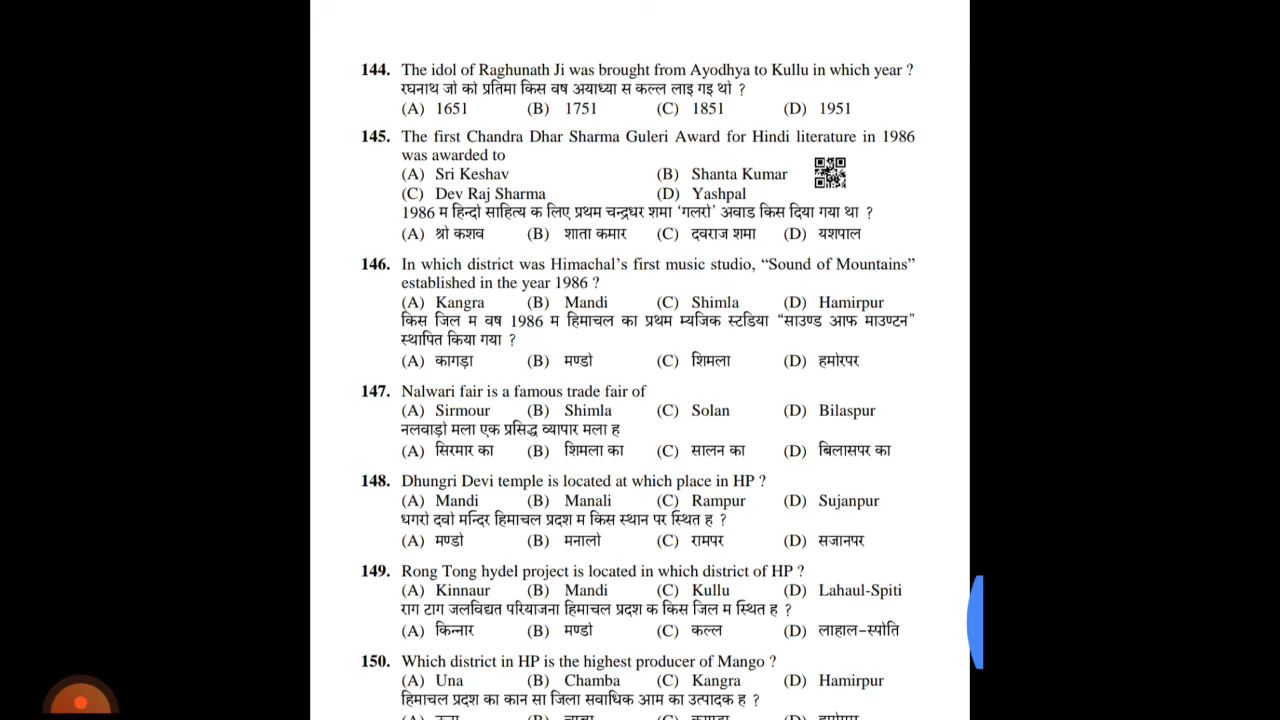 144. The idol of Raghunath Ji was brought from Ayodhya to Kullu in which year ?
रघनाथ जो को प्रतिमा किस वष अयाध्या स कल्ल लाइ गइ थो ?
(A) 1651 (B) 1751 (C) 1851 (D) 1951
145. The first Chandra Dhar Sharma Guleri Award for Hindi literature in 1986
was awarded to
(A) Sri Keshav (B) Shanta Kumar
(C) Dev Raj Sharma (D) Yashpal
1986 म हिन्दो साहित्य क लिए प्रथम चन्द्रधर शमा ‘गलरो’ अवाड किस दिया गया था ?
(A) श्रो कशव (B) शाता कमार (C) दवराज शमा (D) यशपाल
146. In which district was Himachal’s first music studio, “Sound of Mountains”
established in the year 1986 ?
(A) Kangra (B) Mandi (C) Shimla (D) Hamirpur
किस जिल म वष 1986 म हिमाचल का प्रथम म्यजिक स्टडिया “साउण्ड आफ माउण्टन”
स्थापित किया गया ?
(A) कागड़ा (B) मण्डो (C) शिमला (D) हमोरपर
147. Nalwari fair is a famous trade fair of
(A) Sirmour (B) Shimla (C) Solan (D) Bilaspur
नलवाड़ो मला एक प्रसिद्ध व्यापार मला ह
(A) सिरमार का (B) शिमला का (C) सालन का (D) बिलासपर का
148. Dhungri Devi temple is located at which place in HP ?
(A) Mandi (B) Manali (C) Rampur (D) Sujanpur
धगरो दवो मन्दिर हिमाचल प्रदश म किस स्थान पर स्थित ह ?
(A) मण्डो (B) मनालो (C) रामपर (D) सजानपर
149. Rong Tong hydel project is located in which district of HP ?
(A) Kinnaur (B) Mandi (C) Kullu (D) Lahaul-Spiti
राग टाग जलविद्यत परियाजना हिमाचल प्रदश क किस जिल म स्थित ह ?
(A) किन्नार (B) मण्डो (C) कल्ल (D) लाहाल-स्पोति
150. Which district in HP is the highest producer of Mango ?
(A) Una (B) Chamba (C) Kangra (D) Hamirpur
हिमाचल प्रदश का कान सा जिला सवाधिक आम का उत्पादक ह ?